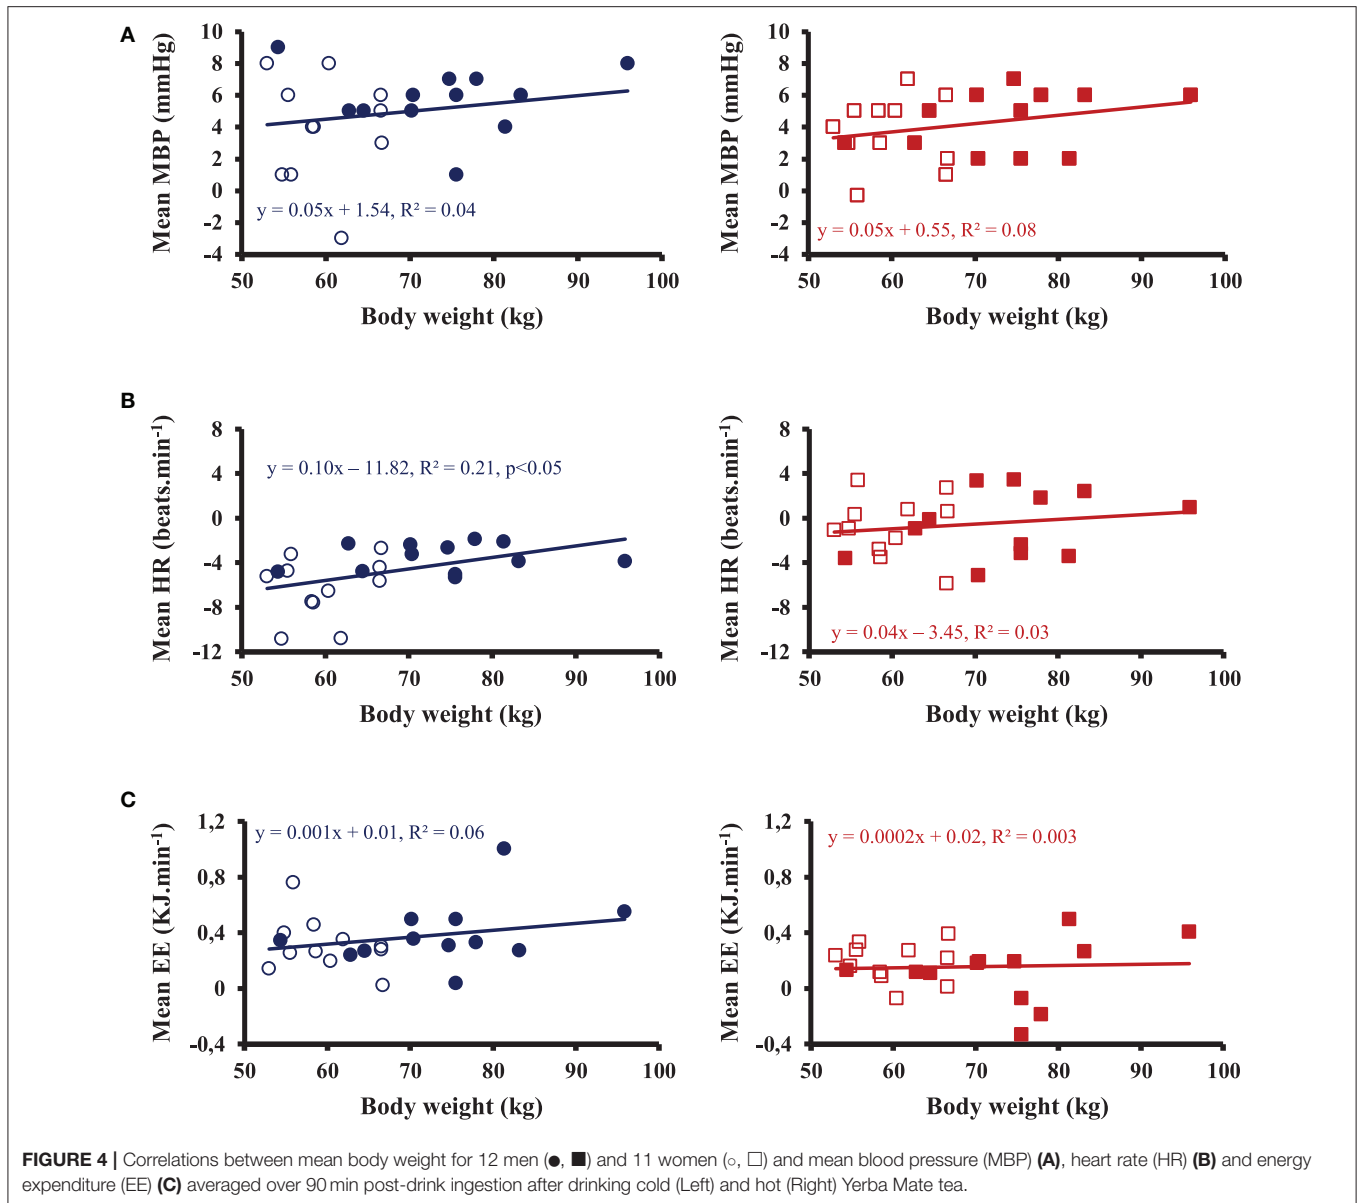 A
Mean MBP (mmHg)
10
8
6
4
2
0
-2
-4
y = 0.05x + 1.54, R² = 0.04
50 60 70 80 90 100
Body weight (kg)
Mean MBP (mmHg)
10
8
6
4
2
0
-2
-4
y = 0.05x + 0.55, R² = 0.08
50 60 70 80 90 100
Body weight (kg)
B
Mean HR (beats.min⁻¹)
8
4
0
-4
-8
-12
y = 0.10x – 11.82, R² = 0.21, p<0.05
50 60 70 80 90 100
Body weight (kg)
Mean HR (beats.min⁻¹)
8
4
0
-4
-8
-12
y = 0.04x – 3.45, R² = 0.03
50 60 70 80 90 100
Body weight (kg)
C
Mean EE (KJ.min⁻¹)
1,2
0,8
0,4
0
-0,4
y = 0.001x + 0.01, R² = 0.06
50 60 70 80 90 100
Body weight (kg)
Mean EE (KJ.min⁻¹)
1,2
0,8
0,4
0
-0,4
y = 0.0002x + 0.02, R² = 0.003
50 60 70 80 90 100
Body weight (kg)
FIGURE 4 | Correlations between mean body weight for 12 men (●, ■) and 11 women (○, □) and mean blood pressure (MBP) (A), heart rate (HR) (B) and energy
expenditure (EE) (C) averaged over 90 min post-drink ingestion after drinking cold (Left) and hot (Right) Yerba Mate tea.